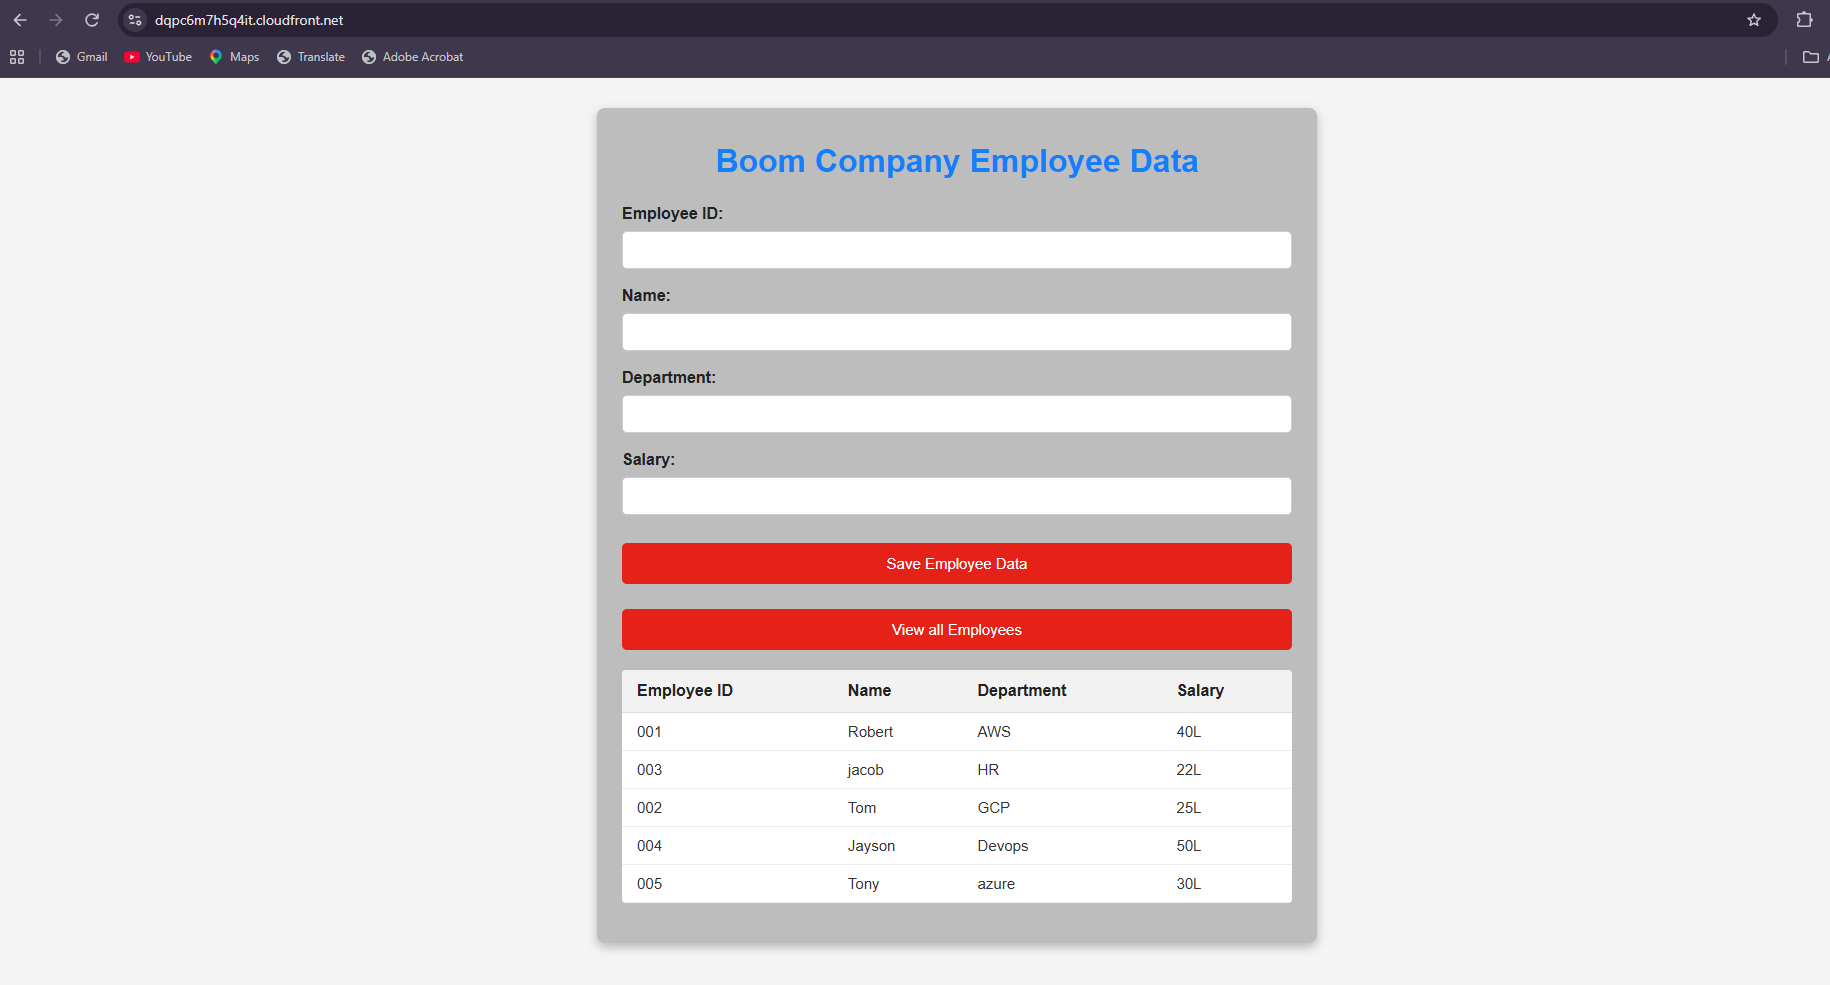 dqpc6m7h5q4it.cloudfront.net
Gmail YouTube Maps Translate Adobe Acrobat
Boom Company Employee Data
Employee ID:
Name:
Department:
Salary:
Save Employee Data
View all Employees
Employee ID Name Department Salary
001 Robert AWS 40L
003 jacob HR 22L
002 Tom GCP 25L
004 Jayson Devops 50L
005 Tony azure 30L